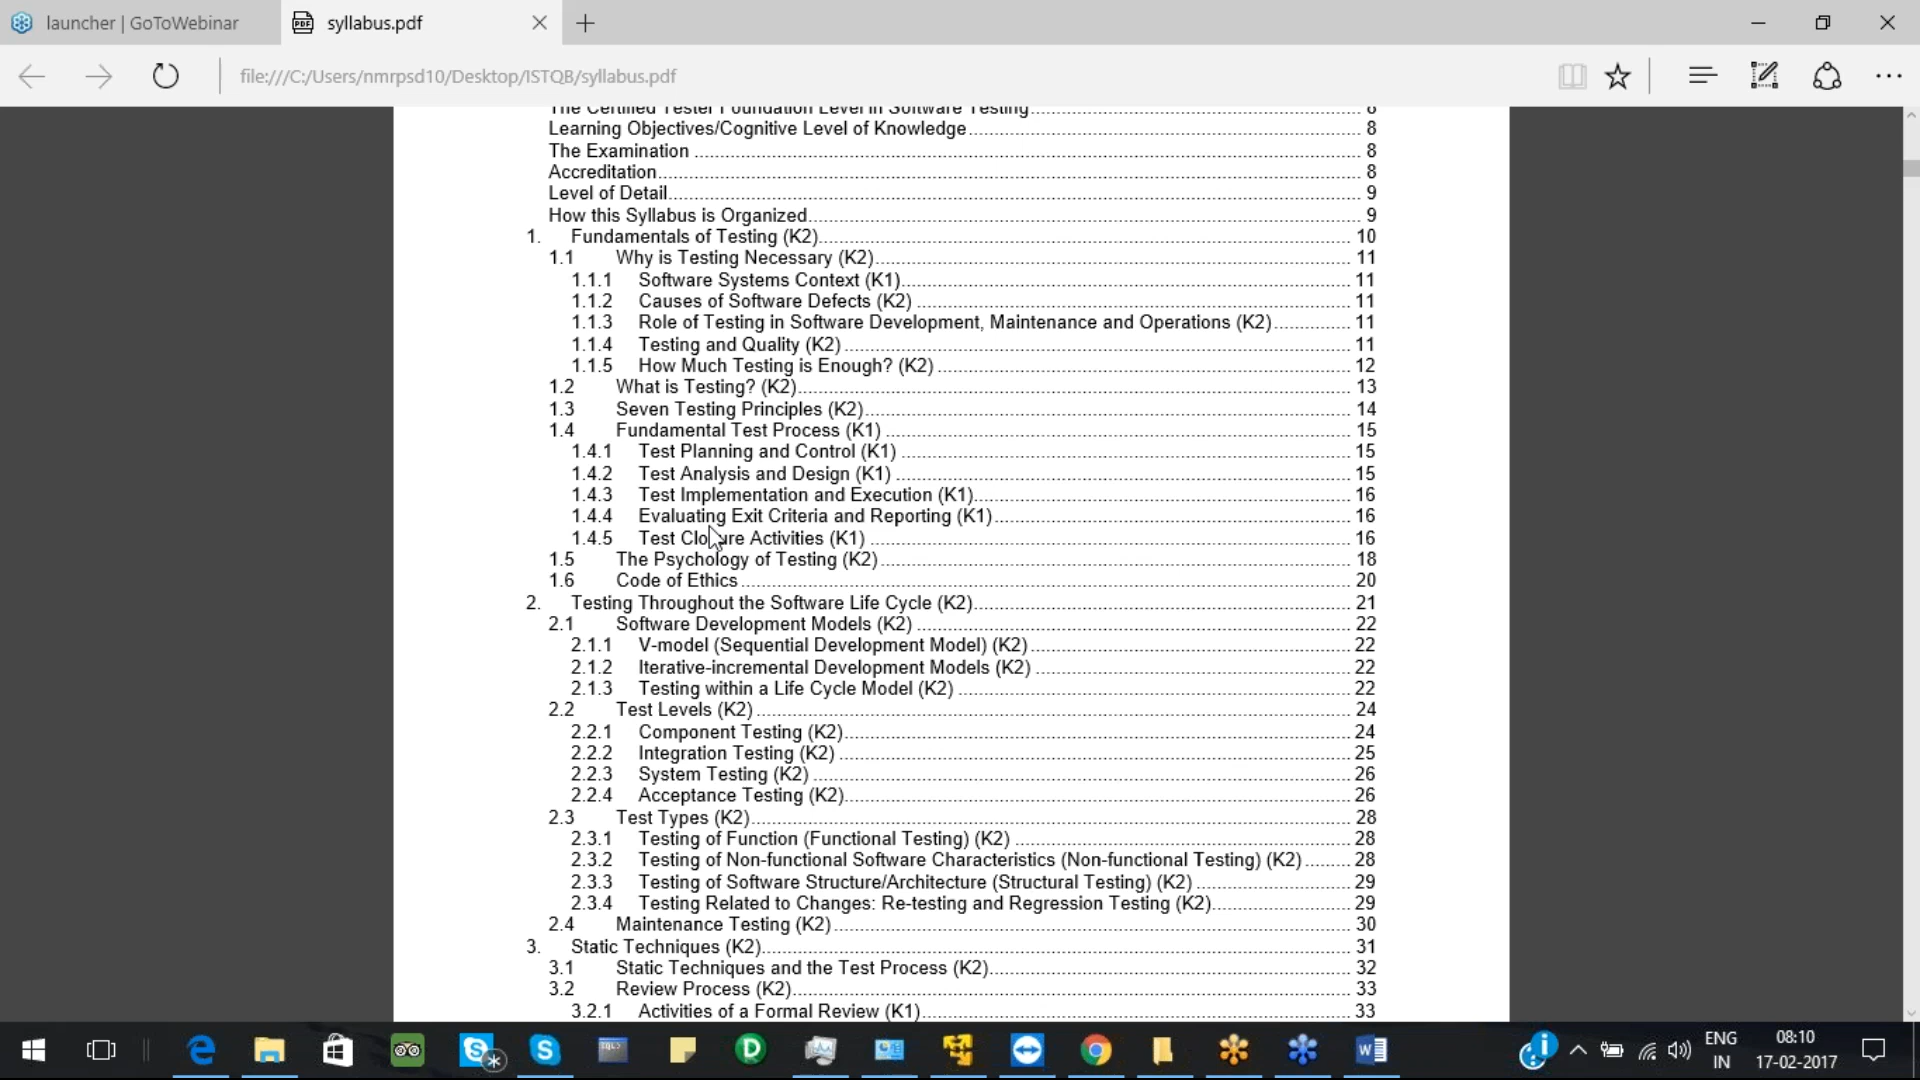 launcher | GoToWebinar
syllabus.pdf
file:///C:/Users/nmrpsd10/Desktop/ISTQB/syllabus.pdf
The Certified Tester Foundation Level in Software Testing 8
Learning Objectives/Cognitive Level of Knowledge 8
The Examination 8
Accreditation 8
Level of Detail 9
How this Syllabus is Organized 9
1. Fundamentals of Testing (K2) 10
1.1 Why is Testing Necessary (K2) 11
1.1.1 Software Systems Context (K1) 11
1.1.2 Causes of Software Defects (K2) 11
1.1.3 Role of Testing in Software Development, Maintenance and Operations (K2) 11
1.1.4 Testing and Quality (K2) 11
1.1.5 How Much Testing is Enough? (K2) 12
1.2 What is Testing? (K2) 13
1.3 Seven Testing Principles (K2) 14
1.4 Fundamental Test Process (K1) 15
1.4.1 Test Planning and Control (K1) 15
1.4.2 Test Analysis and Design (K1) 15
1.4.3 Test Implementation and Execution (K1) 16
1.4.4 Evaluating Exit Criteria and Reporting (K1) 16
1.4.5 Test Closure Activities (K1) 16
1.5 The Psychology of Testing (K2) 18
1.6 Code of Ethics 20
2. Testing Throughout the Software Life Cycle (K2) 21
2.1 Software Development Models (K2) 22
2.1.1 V-model (Sequential Development Model) (K2) 22
2.1.2 Iterative-incremental Development Models (K2) 22
2.1.3 Testing within a Life Cycle Model (K2) 22
2.2 Test Levels (K2) 24
2.2.1 Component Testing (K2) 24
2.2.2 Integration Testing (K2) 25
2.2.3 System Testing (K2) 26
2.2.4 Acceptance Testing (K2) 26
2.3 Test Types (K2) 28
2.3.1 Testing of Function (Functional Testing) (K2) 28
2.3.2 Testing of Non-functional Software Characteristics (Non-functional Testing) (K2) 28
2.3.3 Testing of Software Structure/Architecture (Structural Testing) (K2) 29
2.3.4 Testing Related to Changes: Re-testing and Regression Testing (K2) 29
2.4 Maintenance Testing (K2) 30
3. Static Techniques (K2) 31
3.1 Static Techniques and the Test Process (K2) 32
3.2 Review Process (K2) 33
3.2.1 Activities of a Formal Review (K1) 33
ENG 08:10
IN 17-02-2017